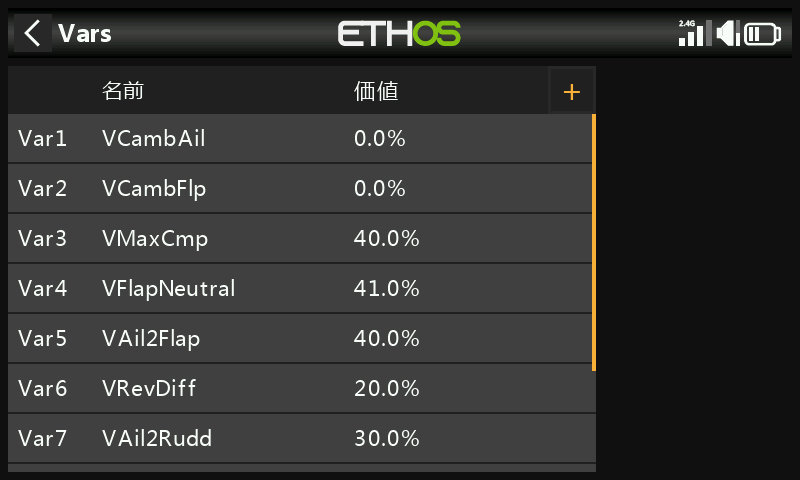 Vars ETHOS 2.4G
名前 価値 +
Var1 VCambAil 0.0%
Var2 VCambFlp 0.0%
Var3 VMaxCmp 40.0%
Var4 VFlapNeutral 41.0%
Var5 VAil2Flap 40.0%
Var6 VRevDiff 20.0%
Var7 VAil2Rudd 30.0%